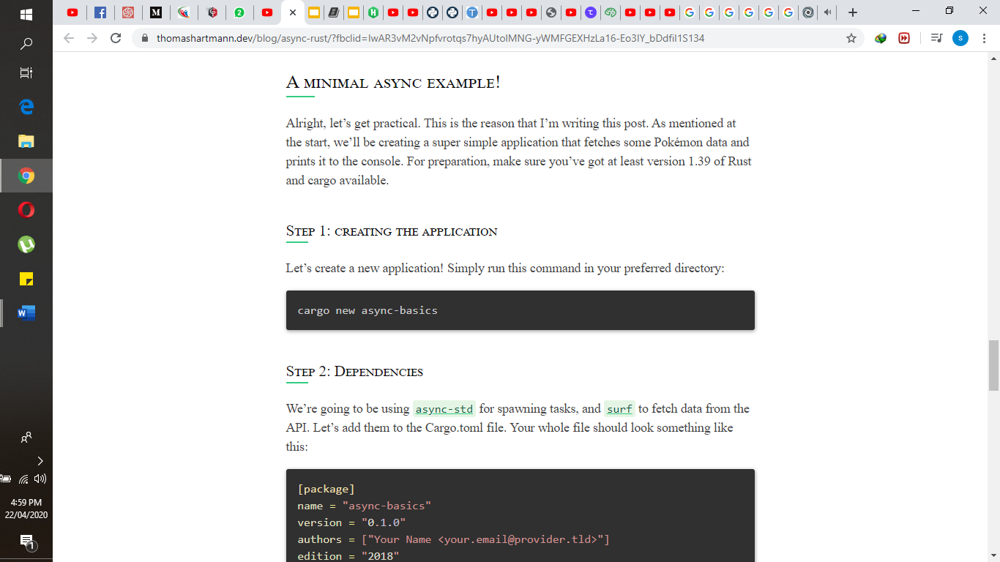 thomashartmann.dev/blog/async-rust/?fbclid=IwAR3vM2vNpfvrotqs7hyAUtolMNG-yWMFGEXHzLa16-Eo3IY_bDdfil1S134
A minimal async example!
Alright, let’s get practical. This is the reason that I’m writing this post. As mentioned at
the start, we’ll be creating a super simple application that fetches some Pokémon data and
prints it to the console. For preparation, make sure you’ve got at least version 1.39 of Rust
and cargo available.
Step 1: creating the application
Let’s create a new application! Simply run this command in your preferred directory:
cargo new async-basics
Step 2: Dependencies
We’re going to be using async-std for spawning tasks, and surf to fetch data from the
API. Let’s add them to the Cargo.toml file. Your whole file should look something like
this:
[package]
name = "async-basics"
version = "0.1.0"
authors = ["Your Name <your.email@provider.tld>"]
edition = "2018"
4:59 PM
22/04/2020
1